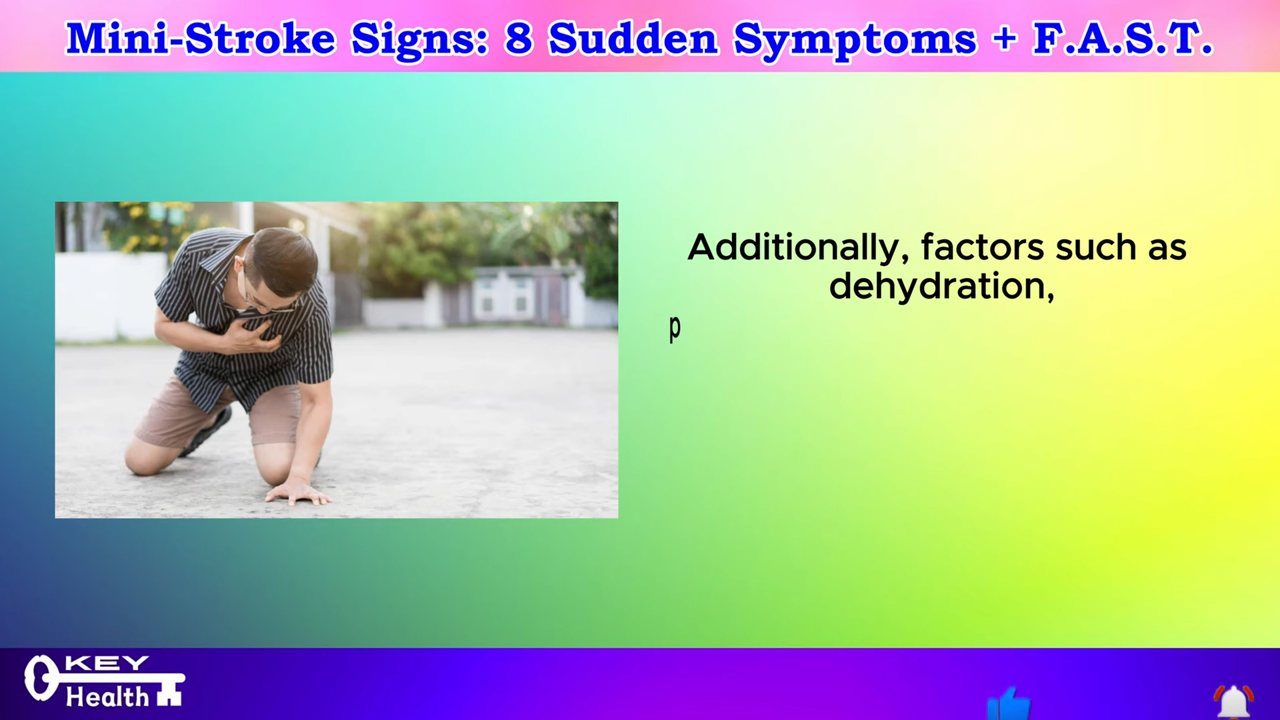 Mini-Stroke Signs: 8 Sudden Symptoms + F.A.S.T.
Additionally, factors such as
dehydration,
p
KEY
Health